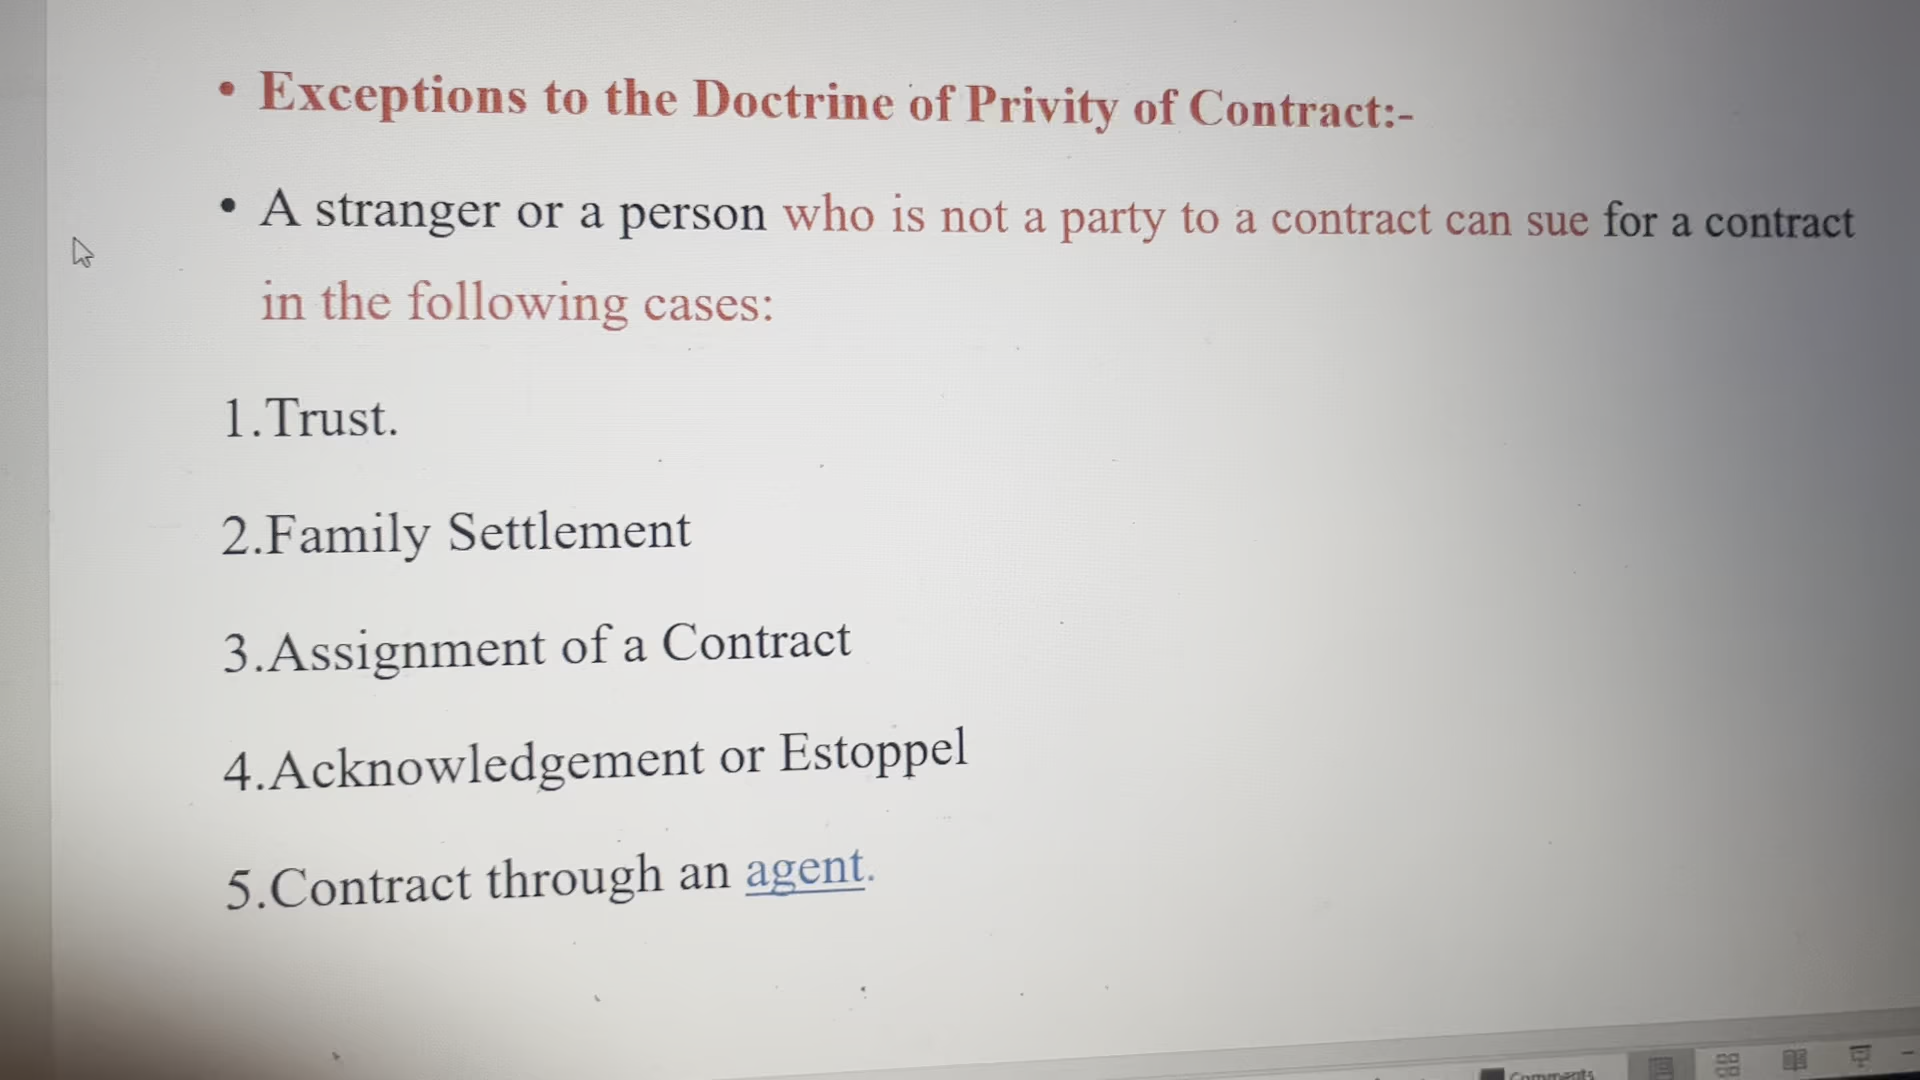 • Exceptions to the Doctrine of Privity of Contract:-
• A stranger or a person who is not a party to a contract can sue for a contract
in the following cases:
1.Trust.
2.Family Settlement
3.Assignment of a Contract
4.Acknowledgement or Estoppel
5.Contract through an agent.
Comments